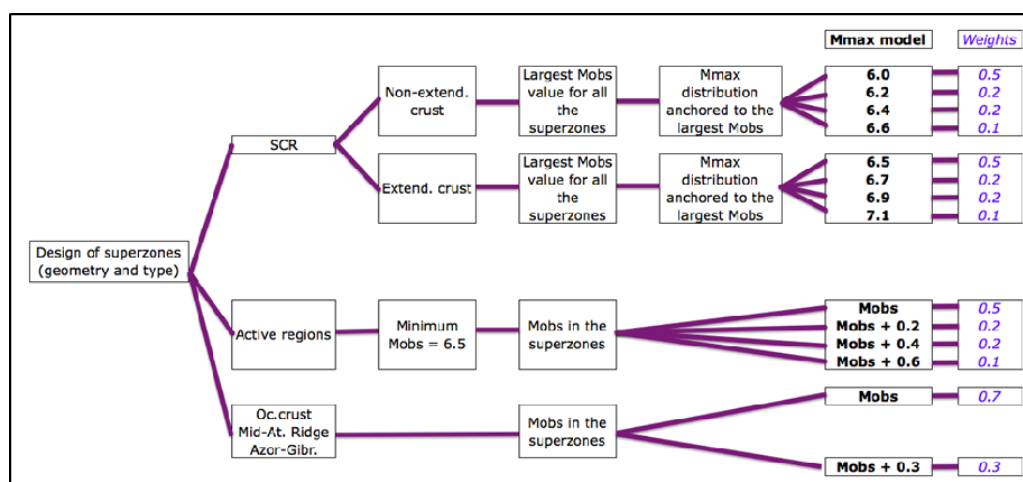 Mmax model
Weights
Non-extend.
crust
Largest Mobs
value for all
the
superzones
Mmax
distribution
anchored to the
largest Mobs
6.0
0.5
6.2
0.2
6.4
0.2
6.6
0.1
SCR
Extend. crust
Largest Mobs
value for all
the
superzones
Mmax
distribution
anchored to the
largest Mobs
6.5
0.5
6.7
0.2
6.9
0.2
7.1
0.1
Design of superzones
(geometry and type)
Active regions
Minimum
Mobs = 6.5
Mobs in the
superzones
Mobs
0.5
Mobs + 0.2
0.2
Mobs + 0.4
0.2
Mobs + 0.6
0.1
Oc.crust
Mid-At. Ridge
Azor-Gibr.
Mobs in the
superzones
Mobs
0.7
Mobs + 0.3
0.3